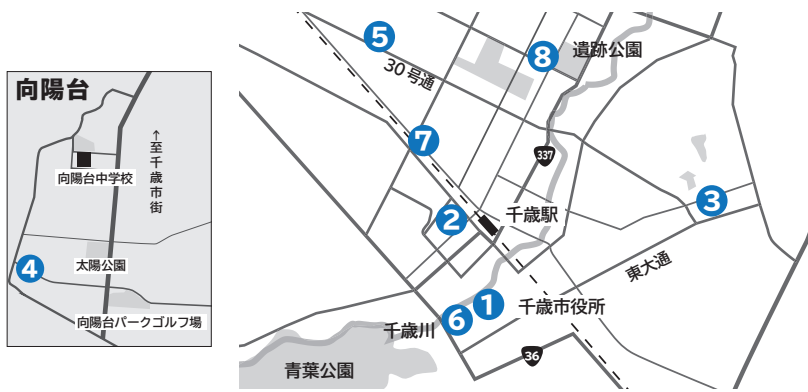 向陽台
↑至千歳市街
向陽台中学校
4
太陽公園
向陽台パークゴルフ場
5
30号通
8
遺跡公園
7
337
2
千歳駅
3
東大通
1
千歳市役所
6
千歳川
36
青葉公園